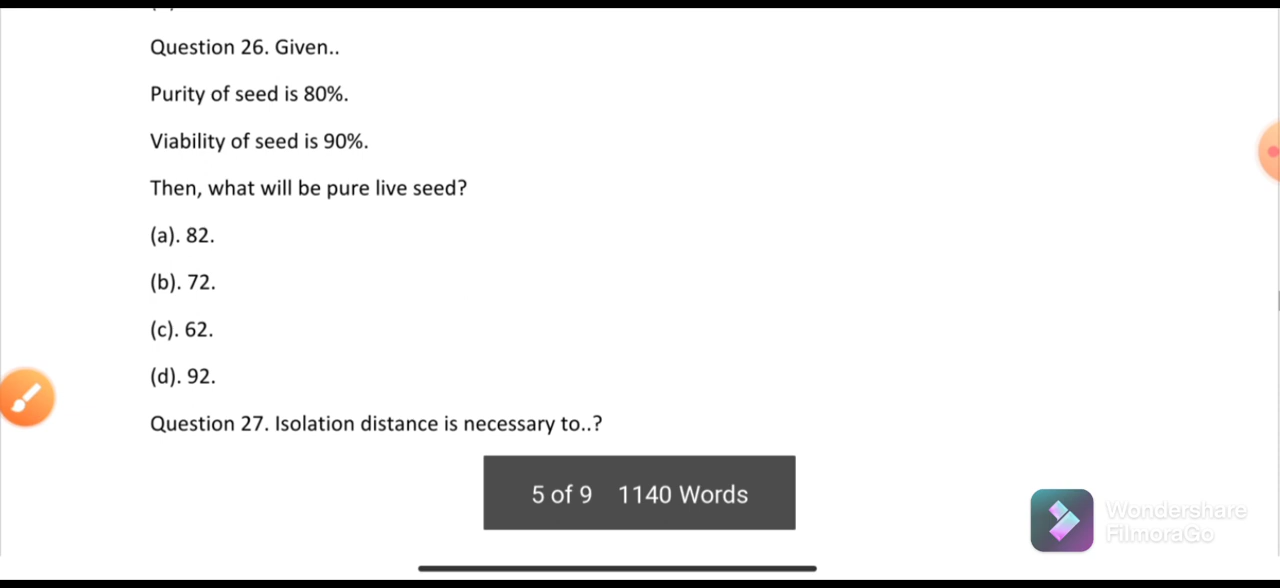 Question 26. Given..
Purity of seed is 80%.
Viability of seed is 90%.
Then, what will be pure live seed?
(a). 82.
(b). 72.
(c). 62.
(d). 92.
Question 27. Isolation distance is necessary to..?
5 of 9 1140 Words
Wondershare
FilmoraGo